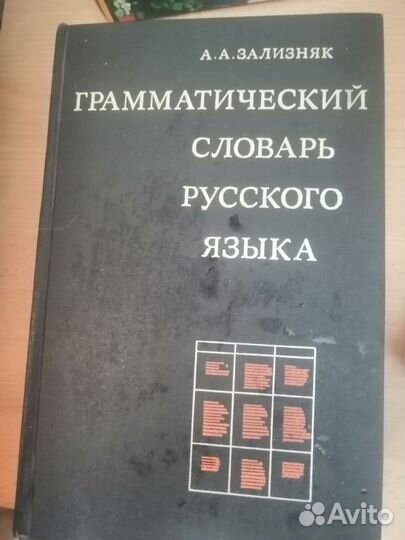 А. А. ЗАЛИЗНЯК
ГРАММАТИЧЕСКИЙ
СЛОВАРЬ
РУССКОГО
ЯЗЫКА
Avito